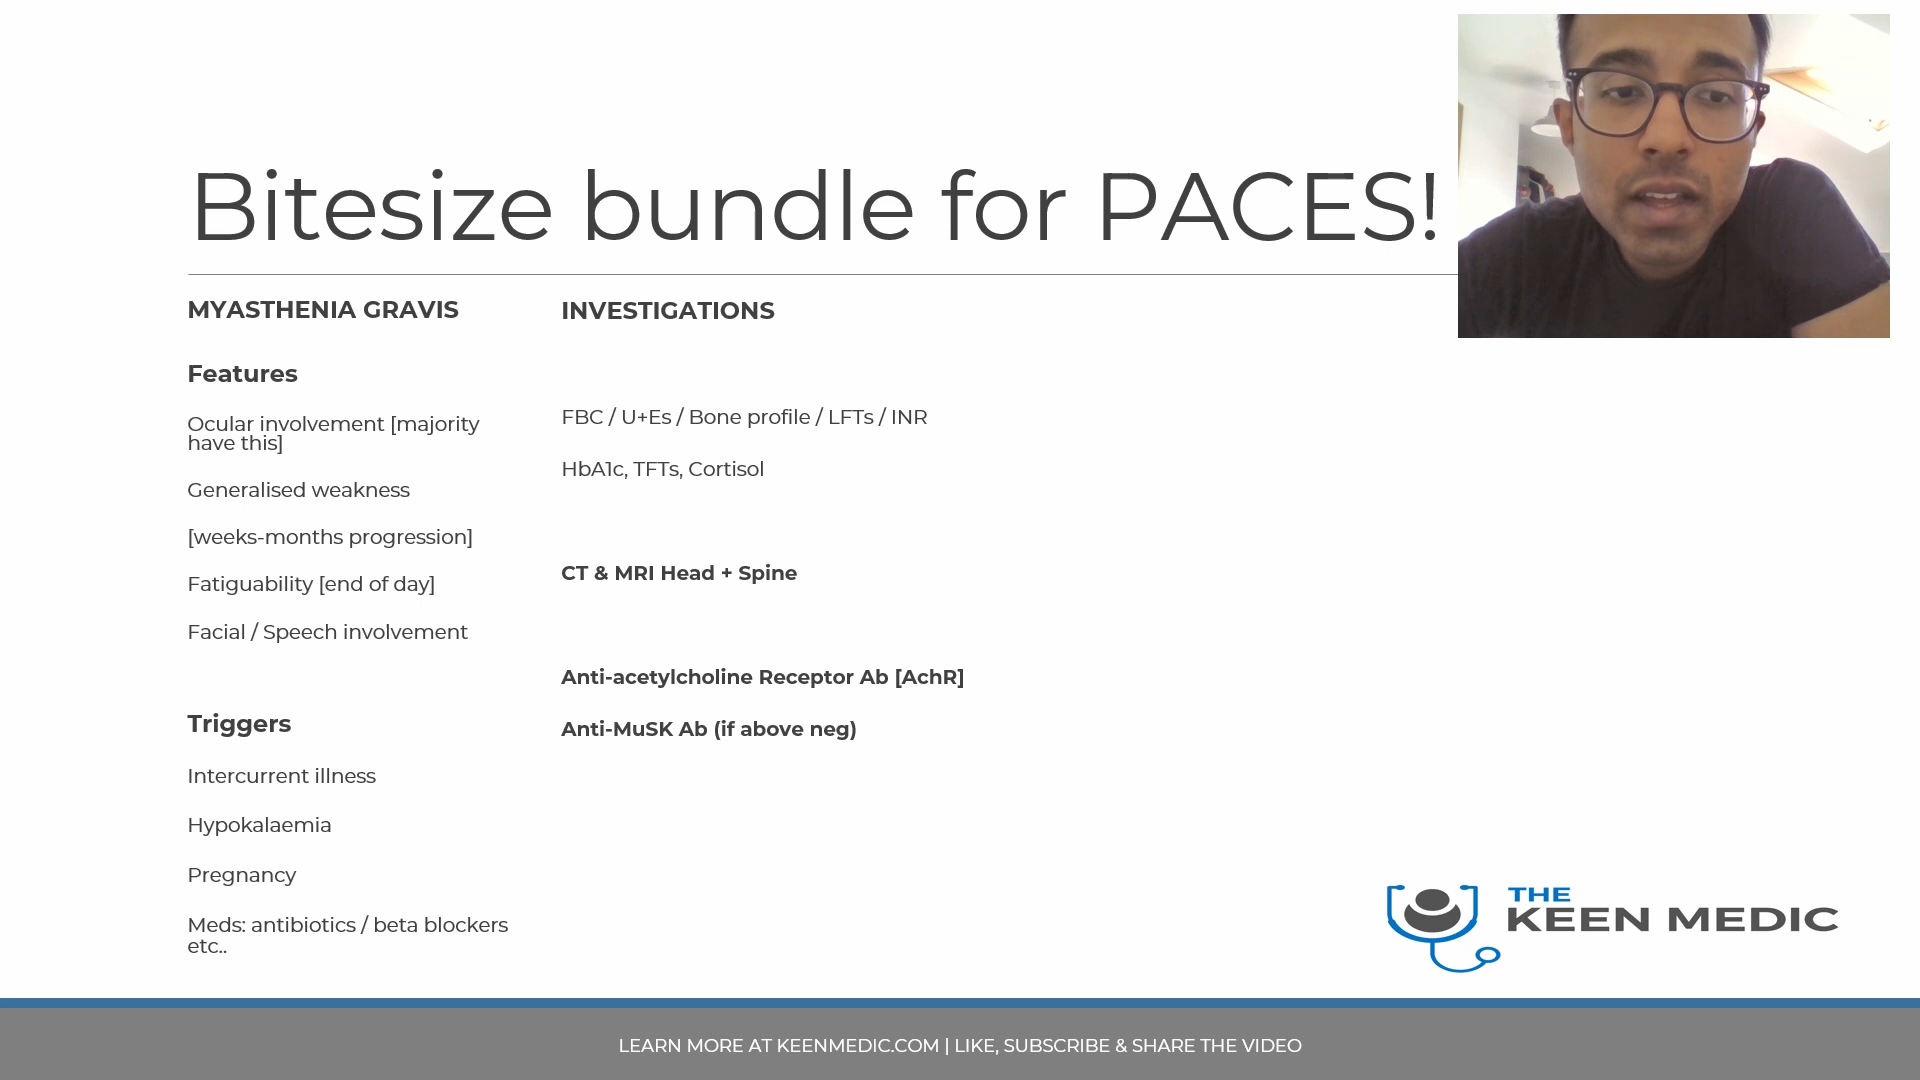 Bitesize bundle for PACES!
MYASTHENIA GRAVIS
Features
Ocular involvement [majority
have this]
Generalised weakness
[weeks-months progression]
Fatiguability [end of day]
Facial / Speech involvement
Triggers
Intercurrent illness
Hypokalaemia
Pregnancy
Meds: antibiotics / beta blockers
etc..
INVESTIGATIONS
FBC / U+Es / Bone profile / LFTs / INR
HbA1c, TFTs, Cortisol
CT & MRI Head + Spine
Anti-acetylcholine Receptor Ab [AchR]
Anti-MuSK Ab (if above neg)
THE
KEEN MEDIC
LEARN MORE AT KEENMEDIC.COM | LIKE, SUBSCRIBE & SHARE THE VIDEO